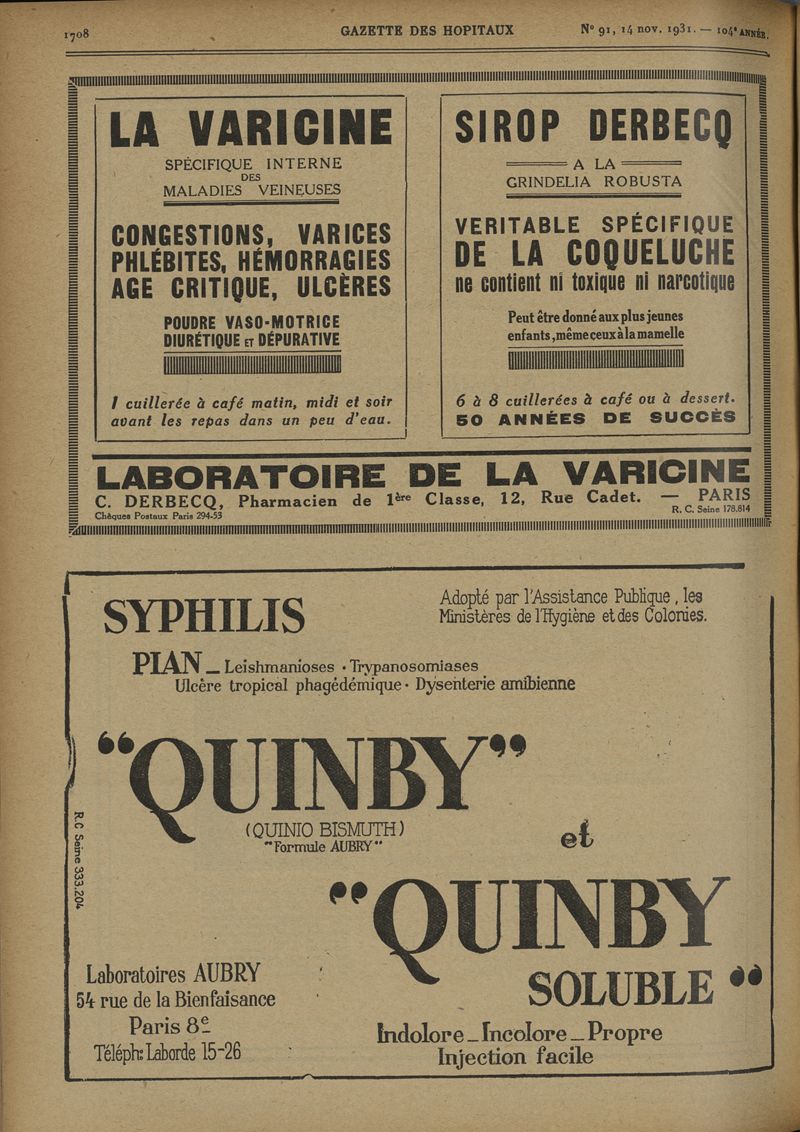 1708 GAZETTE DES HOPITAUX N° 91, 14 nov. 1931. — 104e ANNÉE.
LA VARICINE
SPÉCIFIQUE INTERNE
DES
MALADIES VEINEUSES
CONGESTIONS, VARICES
PHLÉBITES, HÉMORRAGIES
AGE CRITIQUE, ULCÈRES
POUDRE VASO-MOTRICE
DIURÉTIQUE ET DÉPURATIVE
1 cuillerée à café matin, midi et soir
avant les repas dans un peu d'eau.
SIROP DERBECQ
A LA
GRINDELIA ROBUSTA
VERITABLE SPÉCIFIQUE
DE LA COQUELUCHE
ne contient ni toxique ni narcotique
Peut être donné aux plus jeunes
enfants, même ceux à la mamelle
6 à 8 cuillerées à café ou à dessert.
50 ANNÉES DE SUCCÈS
LABORATOIRE DE LA VARICINE
C. DERBECQ, Pharmacien de 1ère Classe, 12, Rue Cadet. — PARIS
Chèques Postaux Paris 294-53 R. C. Seine 178.814
SYPHILIS
Adopté par l'Assistance Publique, les
Ministères de l'Hygiène et des Colonies.
PIAN _ Leishmanioses • Trypanosomiases
Ulcère tropical phagédémique • Dysenterie amibienne
"QUINBY"
(QUINIO BISMUTH)
"Formule AUBRY"
et
"QUINBY
SOLUBLE"
R.C Seine 333.204
Laboratoires AUBRY
54 rue de la Bienfaisance
Paris 8e
Téléph: Laborde 15-26
Indolore _ Incolore _ Propre
Injection facile